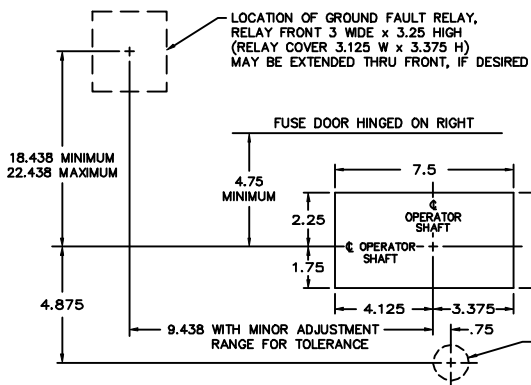 LOCATION OF GROUND FAULT RELAY,
RELAY FRONT 3 WIDE x 3.25 HIGH
(RELAY COVER 3.125 W x 3.375 H)
MAY BE EXTENDED THRU FRONT, IF DESIRED
FUSE DOOR HINGED ON RIGHT
18.438 MINIMUM
22.438 MAXIMUM
4.75
MINIMUM
7.5
2.25
℄
OPERATOR
SHAFT
℄ OPERATOR
SHAFT
1.75
4.875
4.125
3.375
9.438 WITH MINOR ADJUSTMENT
RANGE FOR TOLERANCE
.75